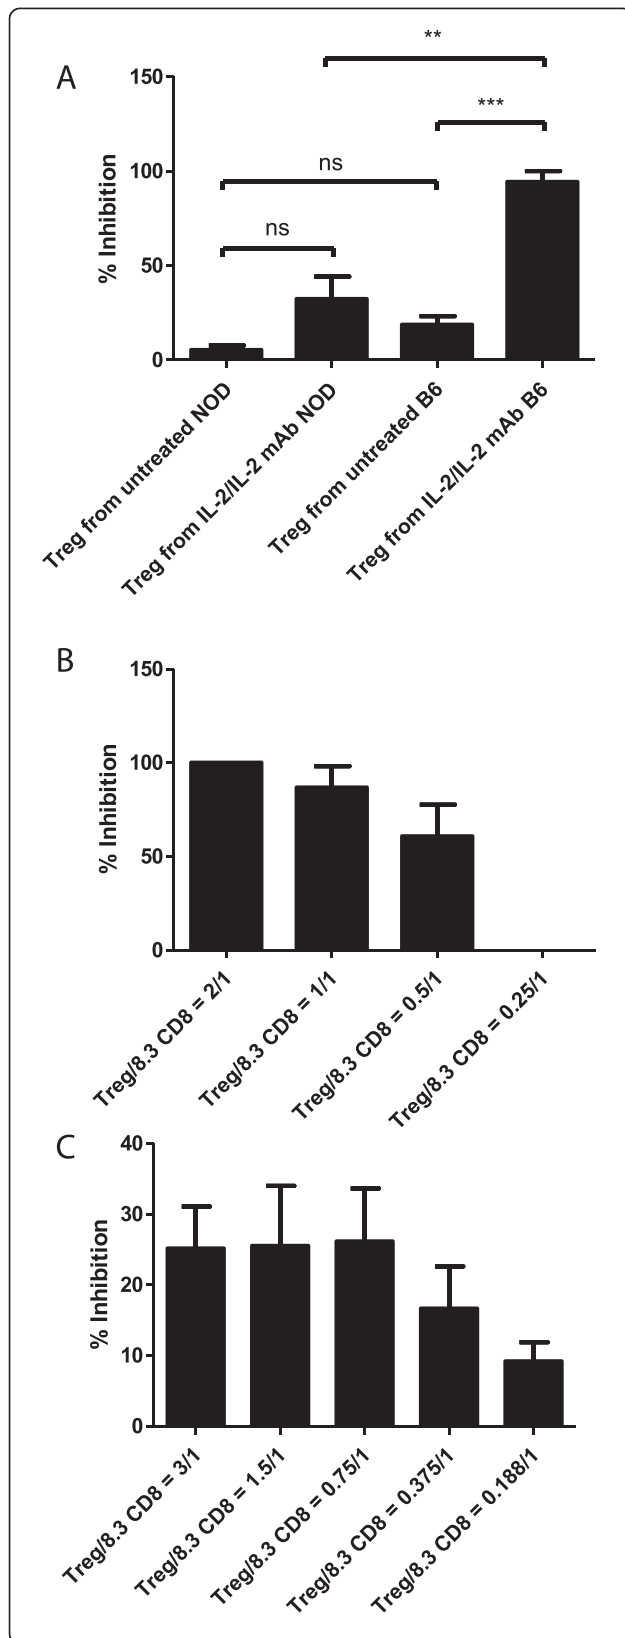 A
**
150
***
100
ns
ns
50
0
% Inhibition
Treg from untreated NOD
Treg from IL-2/IL-2 mAb NOD
Treg from untreated B6
Treg from IL-2/IL-2 mAb B6
B
150
100
50
0
% Inhibition
Treg/8.3 CD8 = 2/1
Treg/8.3 CD8 = 1/1
Treg/8.3 CD8 = 0.5/1
Treg/8.3 CD8 = 0.25/1
C
40
30
20
10
0
% Inhibition
Treg/8.3 CD8 = 3/1
Treg/8.3 CD8 = 1.5/1
Treg/8.3 CD8 = 0.75/1
Treg/8.3 CD8 = 0.375/1
Treg/8.3 CD8 = 0.188/1